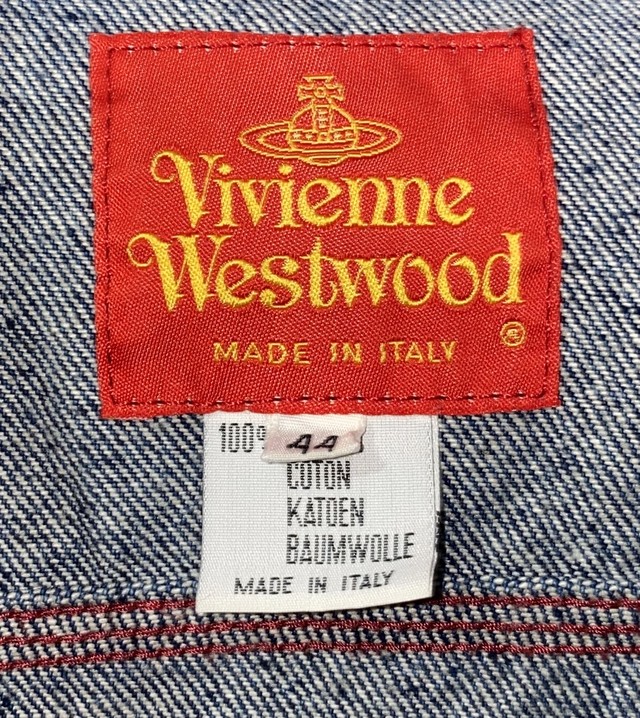 Vivienne
Westwood
®
MADE IN ITALY
100%
44
COTON
KATOEN
BAUMWOLLE
MADE IN ITALY